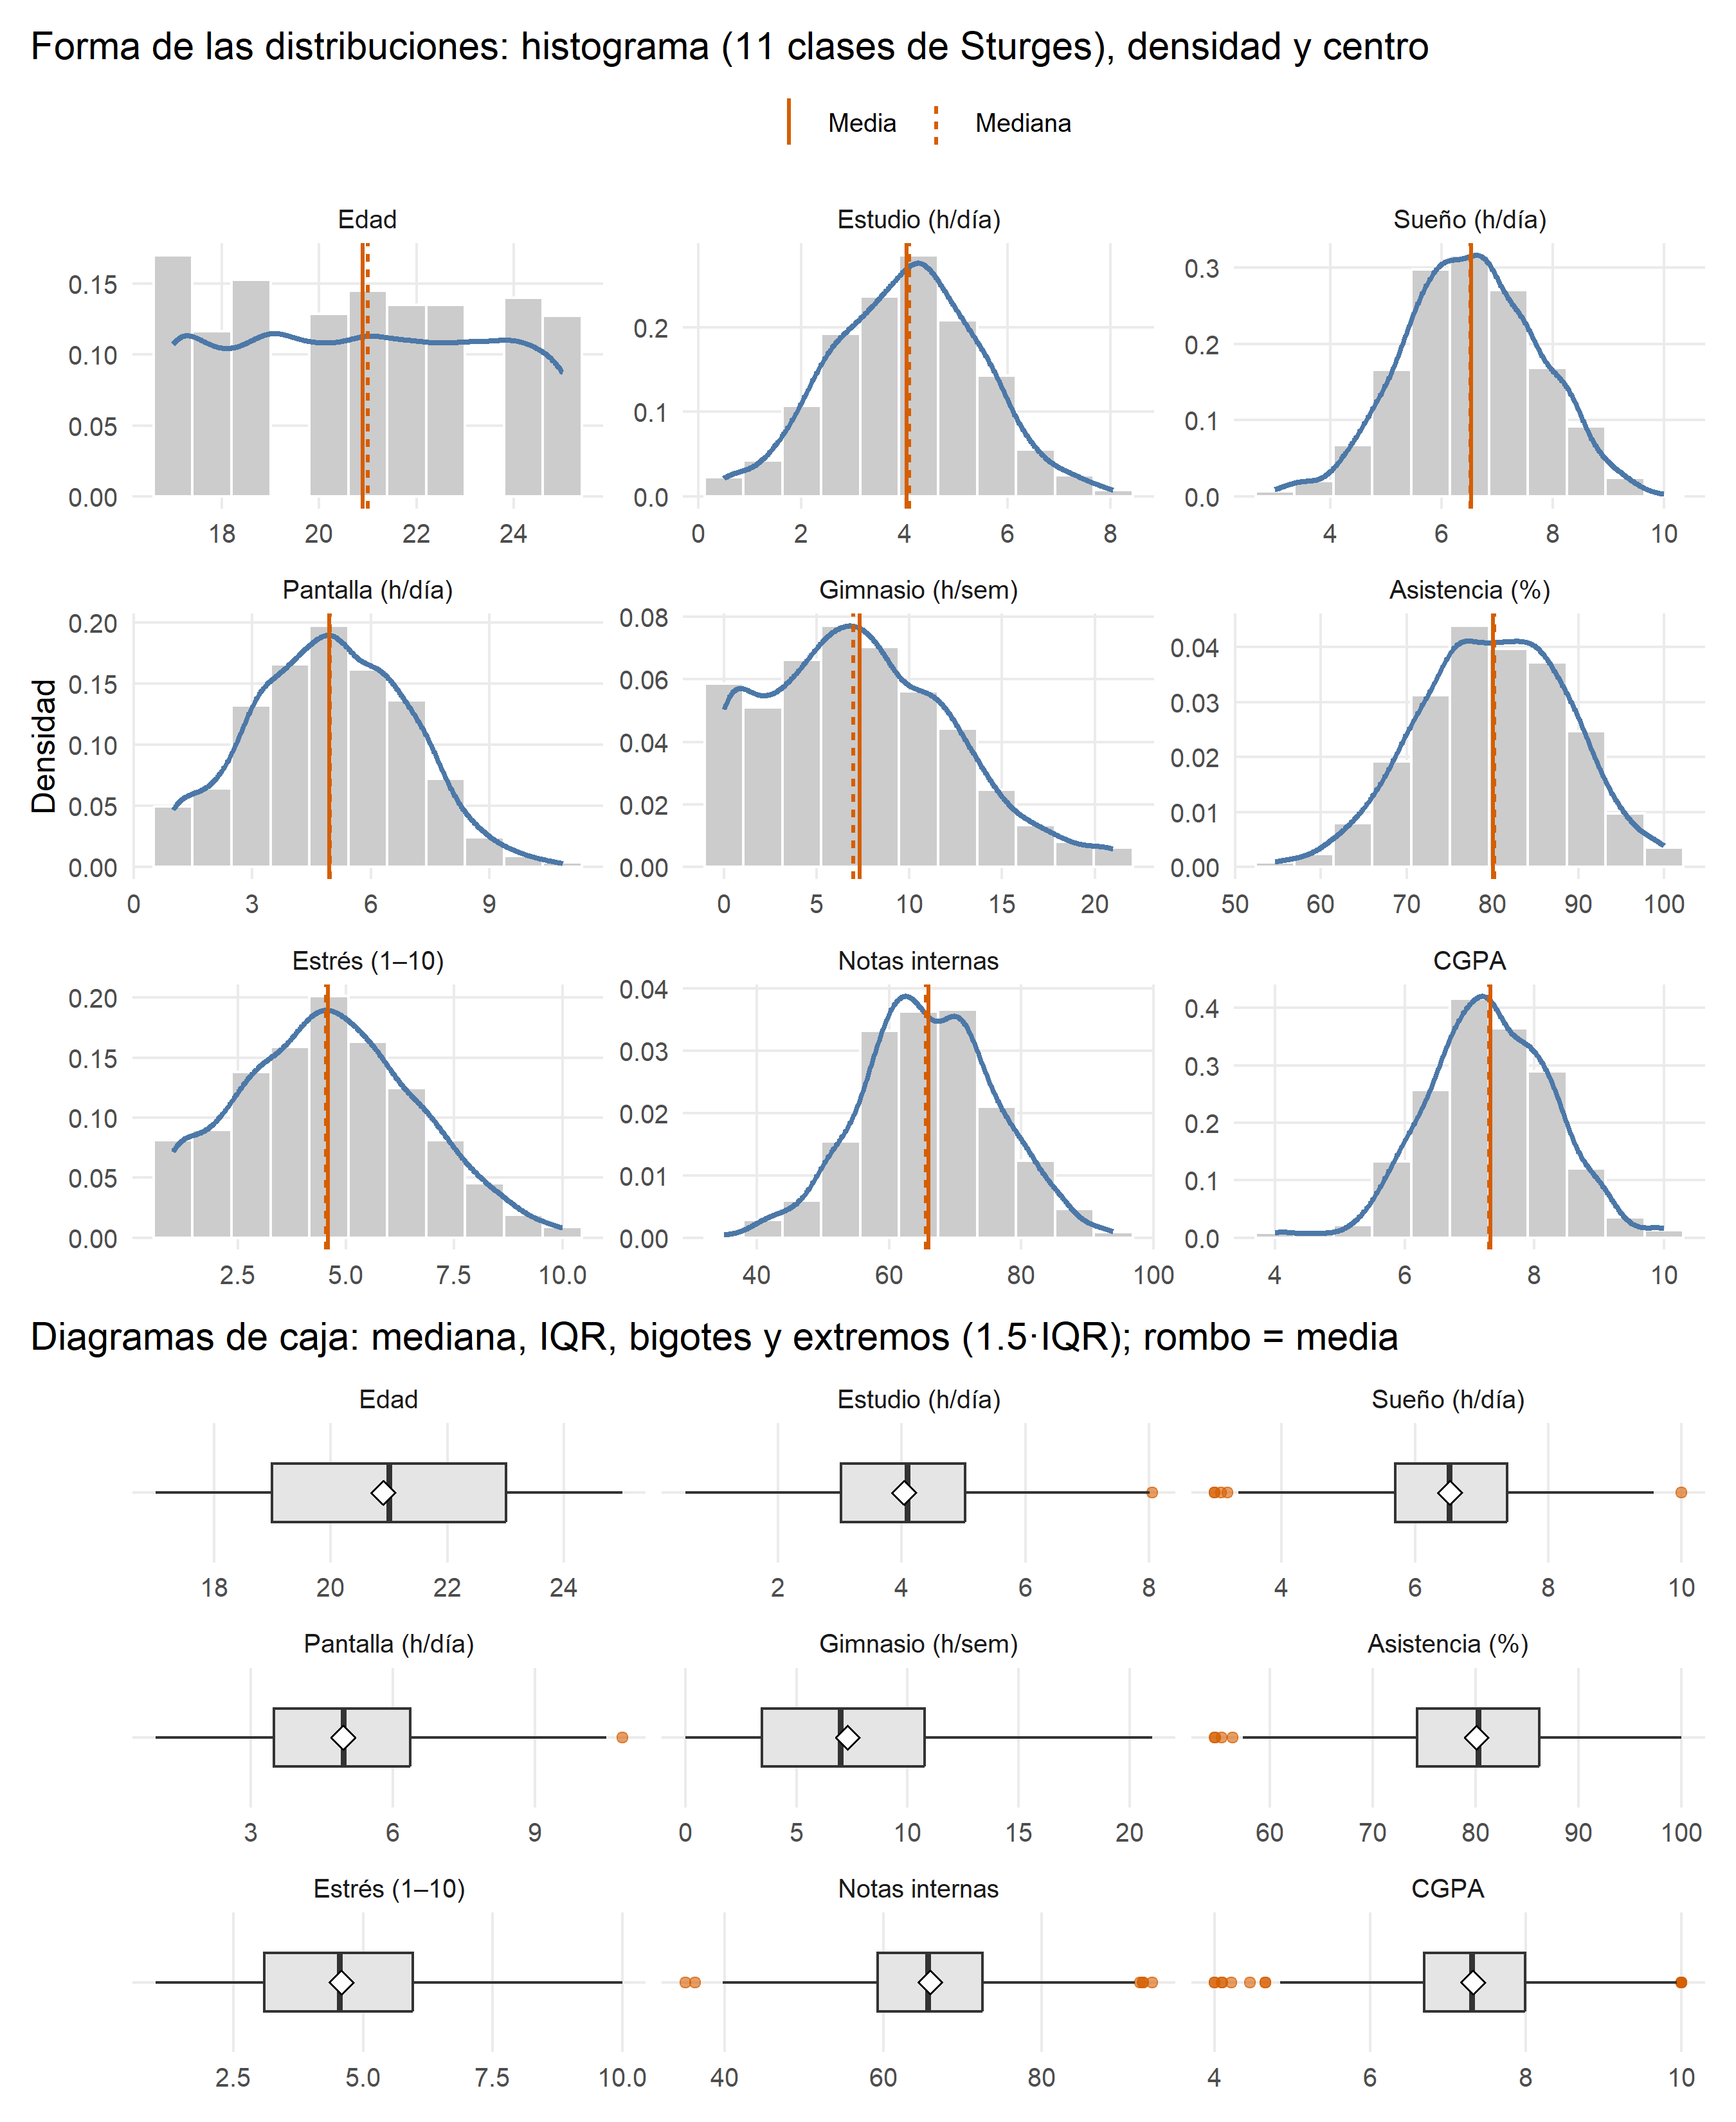 Forma de las distribuciones: histograma (11 clases de Sturges), densidad y centro
Media Mediana
Edad Estudio (h/día) Sueño (h/día)
0.15
0.10
0.05
0.00
18 20 22 24
0.2
0.1
0.0
0 2 4 6 8
0.3
0.2
0.1
0.0
4 6 8 10
Densidad
Pantalla (h/día) Gimnasio (h/sem) Asistencia (%)
0.20
0.15
0.10
0.05
0.00
0 3 6 9
0.08
0.06
0.04
0.02
0.00
0 5 10 15 20
0.04
0.03
0.02
0.01
0.00
50 60 70 80 90 100
Estrés (1–10) Notas internas CGPA
0.20
0.15
0.10
0.05
0.00
2.5 5.0 7.5 10.0
0.04
0.03
0.02
0.01
0.00
40 60 80 100
0.4
0.3
0.2
0.1
0.0
4 6 8 10
Diagramas de caja: mediana, IQR, bigotes y extremos (1.5·IQR); rombo = media
Edad Estudio (h/día) Sueño (h/día)
18 20 22 24 2 4 6 8 4 6 8 10
Pantalla (h/día) Gimnasio (h/sem) Asistencia (%)
3 6 9 0 5 10 15 20 60 70 80 90 100
Estrés (1–10) Notas internas CGPA
2.5 5.0 7.5 10.0 40 60 80 4 6 8 10